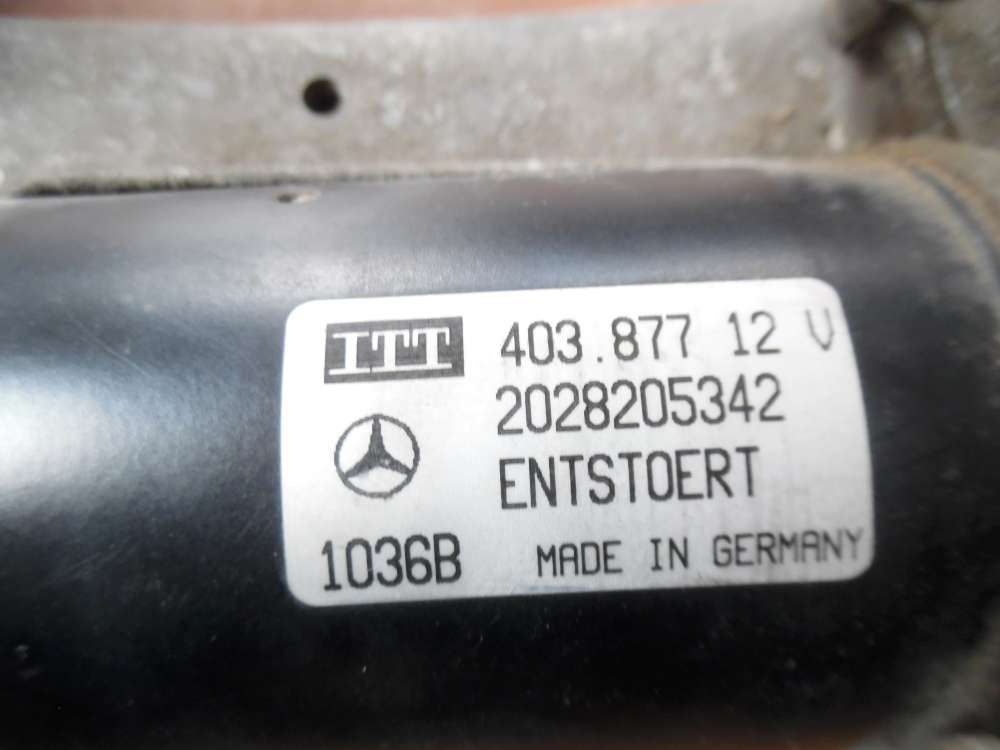 ITT 403.877 12 V
2028205342
ENTSTOERT
1036B MADE IN GERMANY